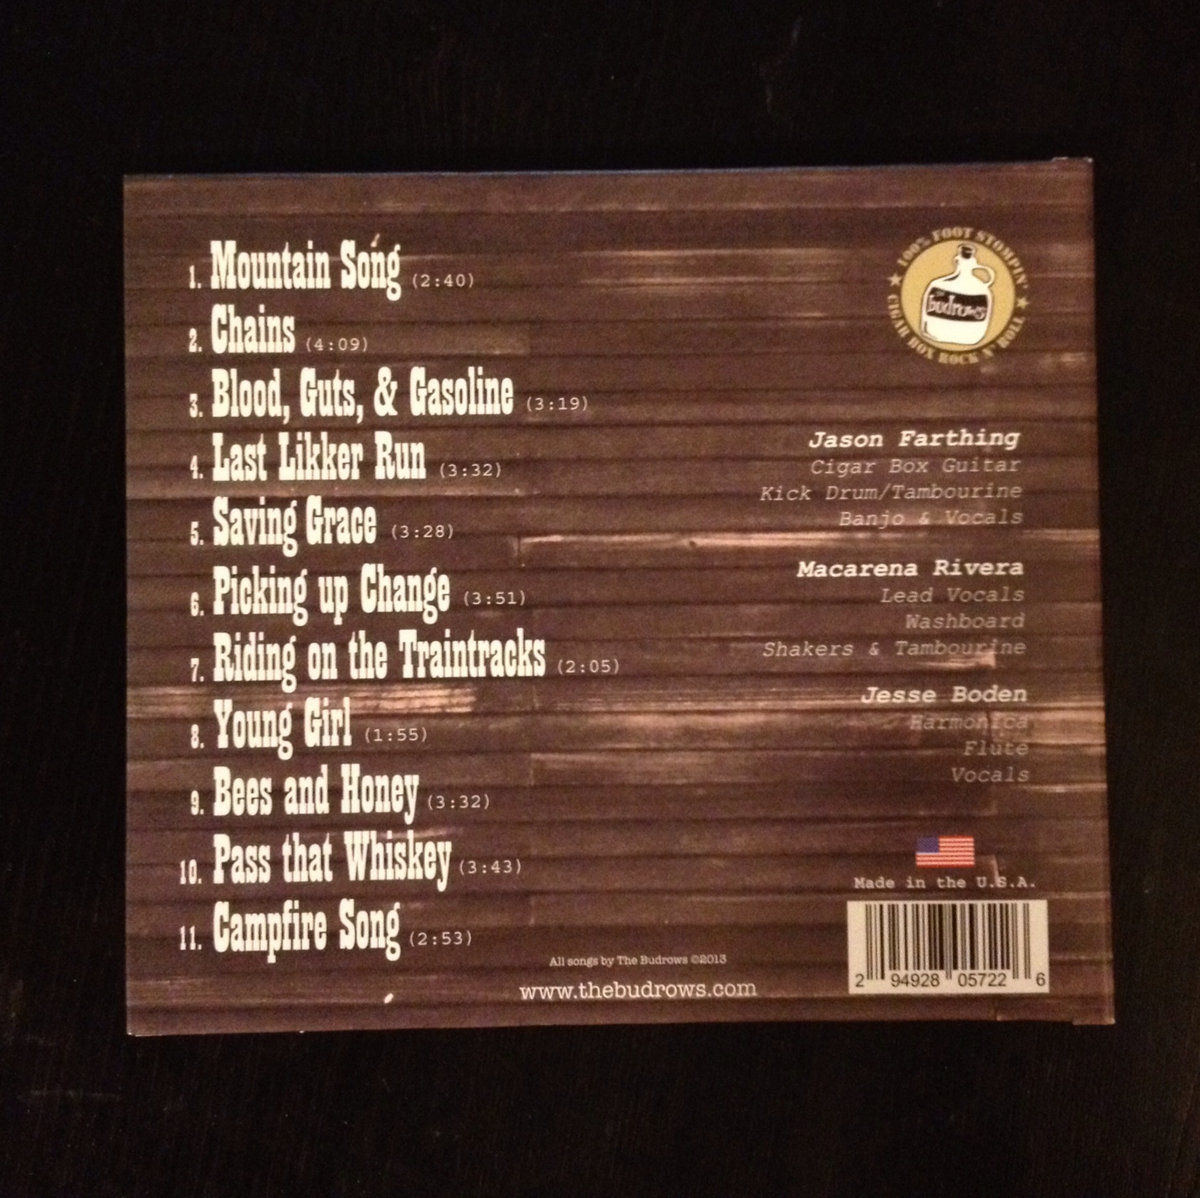 1. Mountain Song (2:40)
2. Chains (4:09)
3. Blood, Guts, & Gasoline (3:19)
4. Last Likker Run (3:32)
5. Saving Grace (3:28)
6. Picking up Change (3:51)
7. Riding on the Traintracks (2:05)
8. Young Girl (1:55)
9. Bees and Honey (3:32)
10. Pass that Whiskey (3:43)
11. Campfire Song (2:53)
100% FOOT STOMPIN'
the budrows
CIGAR BOX ROCK N' ROLL
Jason Farthing
Cigar Box Guitar
Kick Drum/Tambourine
Banjo & Vocals
Macarena Rivera
Lead Vocals
Washboard
Shakers & Tambourine
Jesse Boden
Harmonica
Flute
Vocals
Made in the U.S.A.
2 94928 05722 6
All songs by The Budrows ©2013
www.thebudrows.com